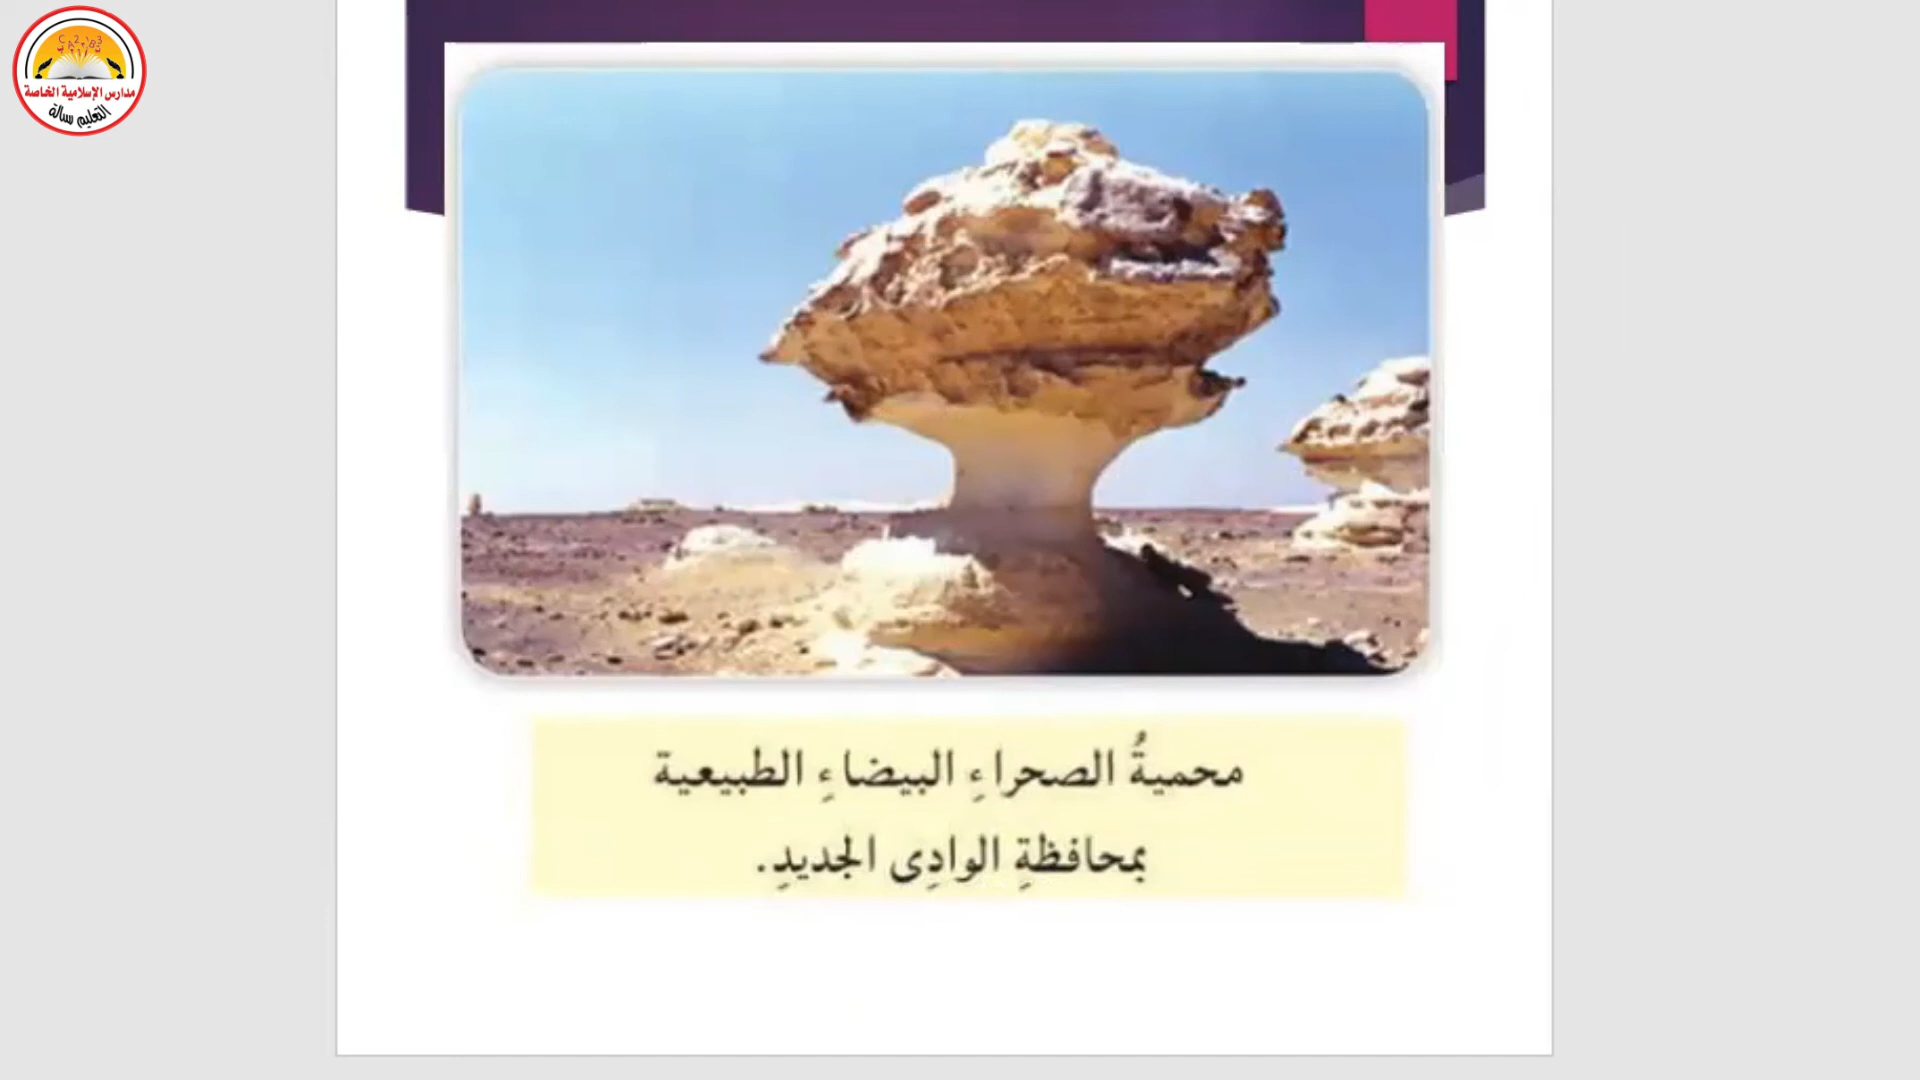 مدارس الإسلامية الخاصة
التعليم رسالة
محميةُ الصحراءِ البيضاءِ الطبيعية
بمحافظةِ الوادِى الجديدِ.